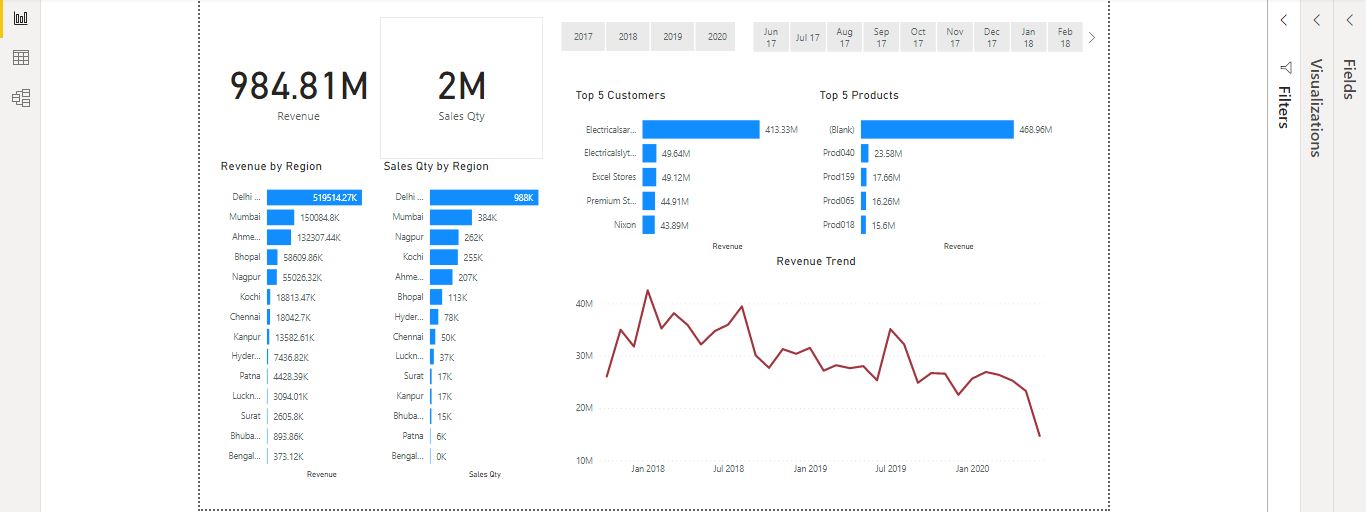 2017 2018 2019 2020
Jun 17 Jul 17 Aug 17 Sep 17 Oct 17 Nov 17 Dec 17 Jan 18 Feb 18
984.81M
Revenue
2M
Sales Qty
Revenue by Region
Delhi ... 519514.27K
Mumbai 150084.8K
Ahme... 132307.44K
Bhopal 58609.86K
Nagpur 55026.32K
Kochi 18813.47K
Chennai 18042.7K
Kanpur 13582.61K
Hyder... 7436.82K
Patna 4428.39K
Luckn... 3094.01K
Surat 2605.8K
Bhuba... 893.86K
Bengal... 373.12K
Revenue
Sales Qty by Region
Delhi ... 988K
Mumbai 384K
Nagpur 262K
Kochi 255K
Ahme... 207K
Bhopal 113K
Hyder... 78K
Chennai 50K
Luckn... 37K
Surat 17K
Kanpur 17K
Bhuba... 15K
Patna 6K
Bengal... 0K
Sales Qty
Top 5 Customers
Electricalsar... 413.33M
Electricalslyt... 49.64M
Excel Stores 49.12M
Premium St... 44.91M
Nixon 43.89M
Revenue
Top 5 Products
(Blank) 468.96M
Prod040 23.58M
Prod159 17.66M
Prod065 16.26M
Prod018 15.6M
Revenue
Revenue Trend
40M
30M
20M
10M
Jan 2018 Jul 2018 Jan 2019 Jul 2019 Jan 2020
Filters
Visualizations
Fields